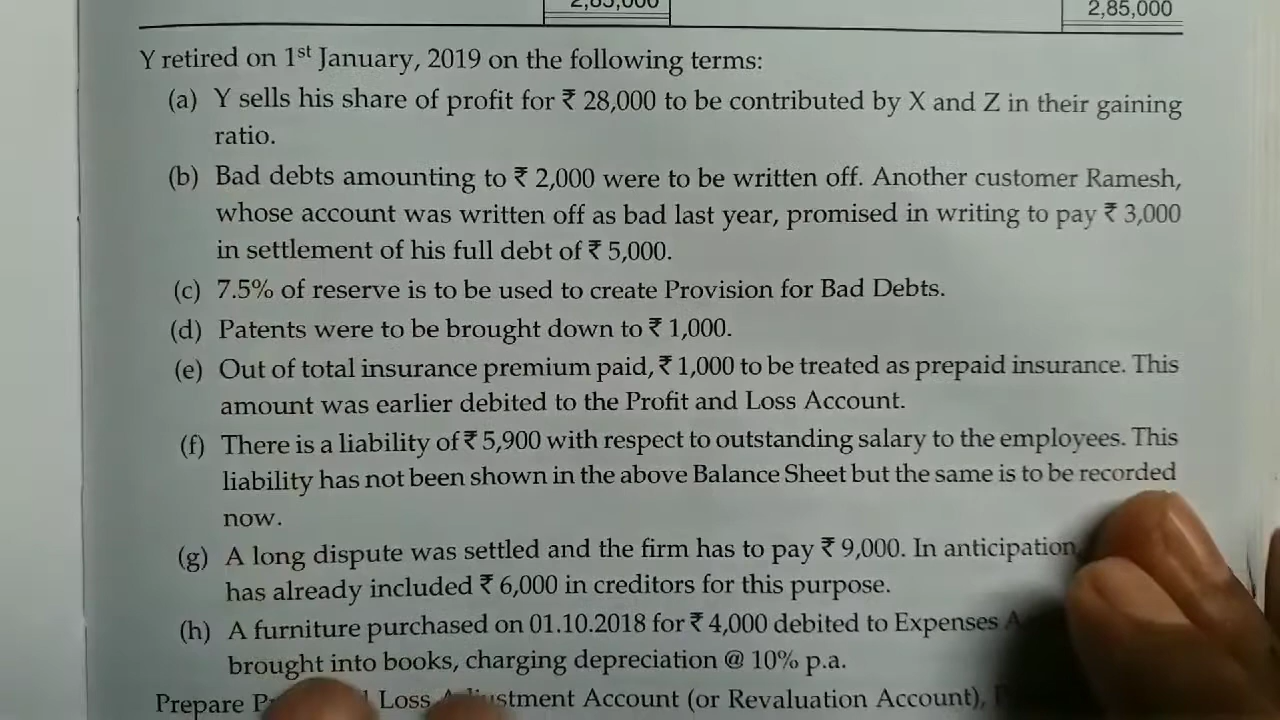 2,85,000
Y retired on 1st January, 2019 on the following terms:
(a) Y sells his share of profit for ₹ 28,000 to be contributed by X and Z in their gaining
ratio.
(b) Bad debts amounting to ₹ 2,000 were to be written off. Another customer Ramesh,
whose account was written off as bad last year, promised in writing to pay ₹ 3,000
in settlement of his full debt of ₹ 5,000.
(c) 7.5% of reserve is to be used to create Provision for Bad Debts.
(d) Patents were to be brought down to ₹ 1,000.
(e) Out of total insurance premium paid, ₹ 1,000 to be treated as prepaid insurance. This
amount was earlier debited to the Profit and Loss Account.
(f) There is a liability of ₹ 5,900 with respect to outstanding salary to the employees. This
liability has not been shown in the above Balance Sheet but the same is to be recorded
now.
(g) A long dispute was settled and the firm has to pay ₹ 9,000. In anticipation
has already included ₹ 6,000 in creditors for this purpose.
(h) A furniture purchased on 01.10.2018 for ₹ 4,000 debited to Expenses
brought into books, charging depreciation @ 10% p.a.
Prepare Loss Account (or Revaluation Account),